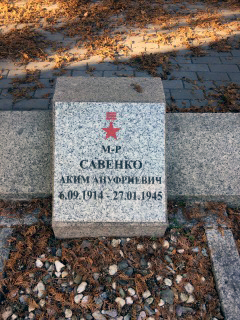 М-Р
САВЕНКО
АКИМ АНУФРИЕВИЧ
6.09.1914 - 27.01.1945